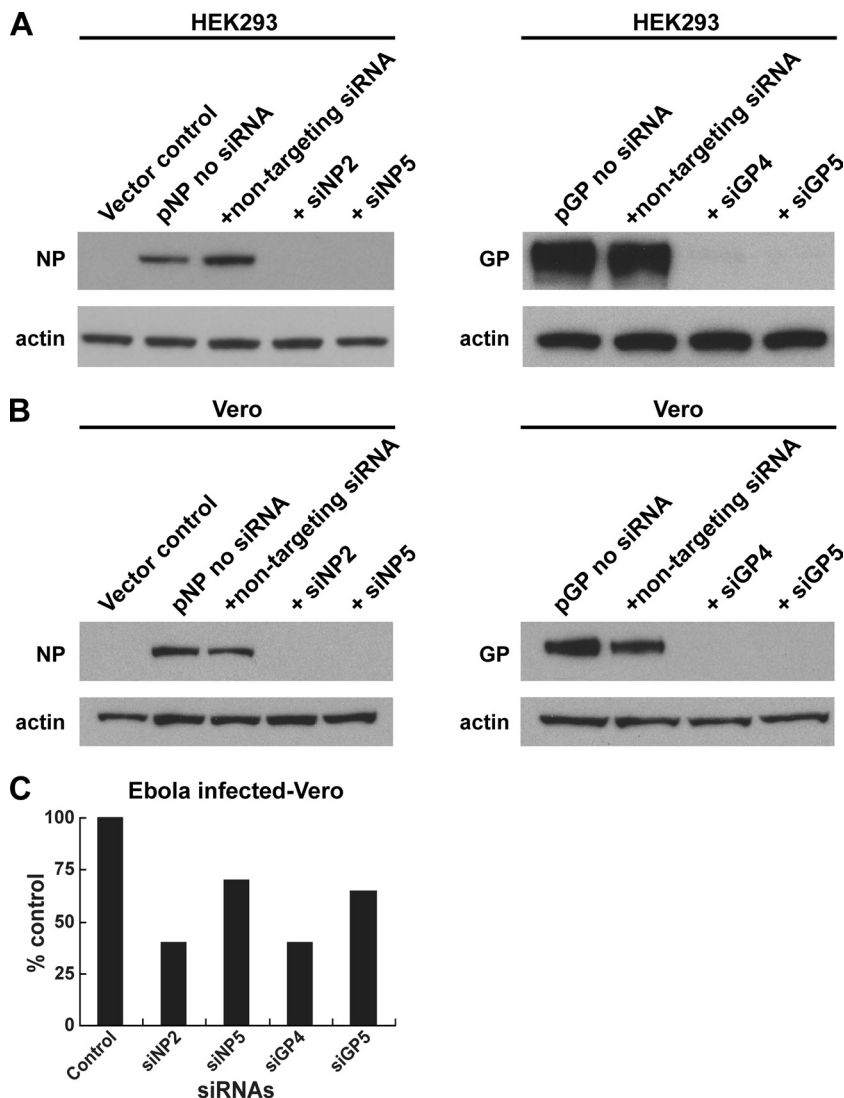 A
HEK293
Vector control
pNP no siRNA
+non-targeting siRNA
+ siNP2
+ siNP5
NP
actin
HEK293
pGP no siRNA
+non-targeting siRNA
+ siGP4
+ siGP5
GP
actin
B
Vero
Vector control
pNP no siRNA
+non-targeting siRNA
+ siNP2
+ siNP5
NP
actin
Vero
pGP no siRNA
+non-targeting siRNA
+ siGP4
+ siGP5
GP
actin
C
Ebola infected-Vero
% control
100
75
50
25
0
Control
siNP2
siNP5
siGP4
siGP5
siRNAs